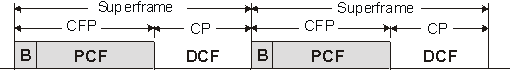 Superframe Superframe
CFP CP CFP CP
B PCF DCF B PCF DCF